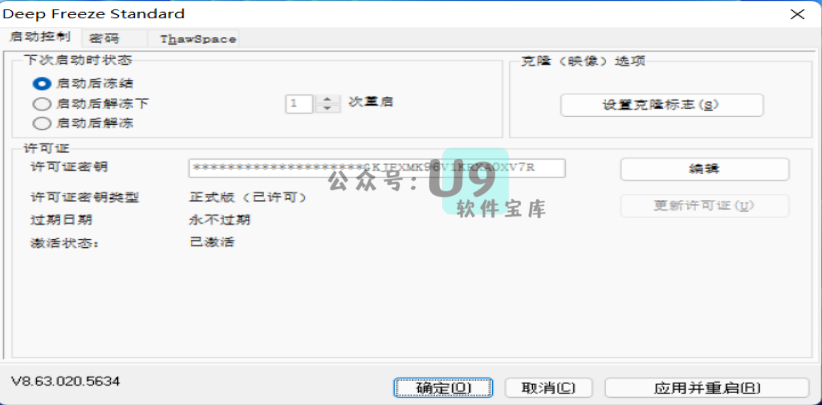 Deep Freeze Standard
启动控制 密码 ThawSpace
下次启动时状态
启动后冻结
启动后解冻下 1 次重启
启动后解冻
克隆（映像）选项
设置克隆标志(S)
许可证
许可证密钥
编辑
公众号: U9
软件宝库
许可证密钥类型 正式版（已许可）
更新许可证(U)
过期日期 永不过期
激活状态: 已激活
V8.63.020.5634
确定(O) 取消(C) 应用并重启(R)